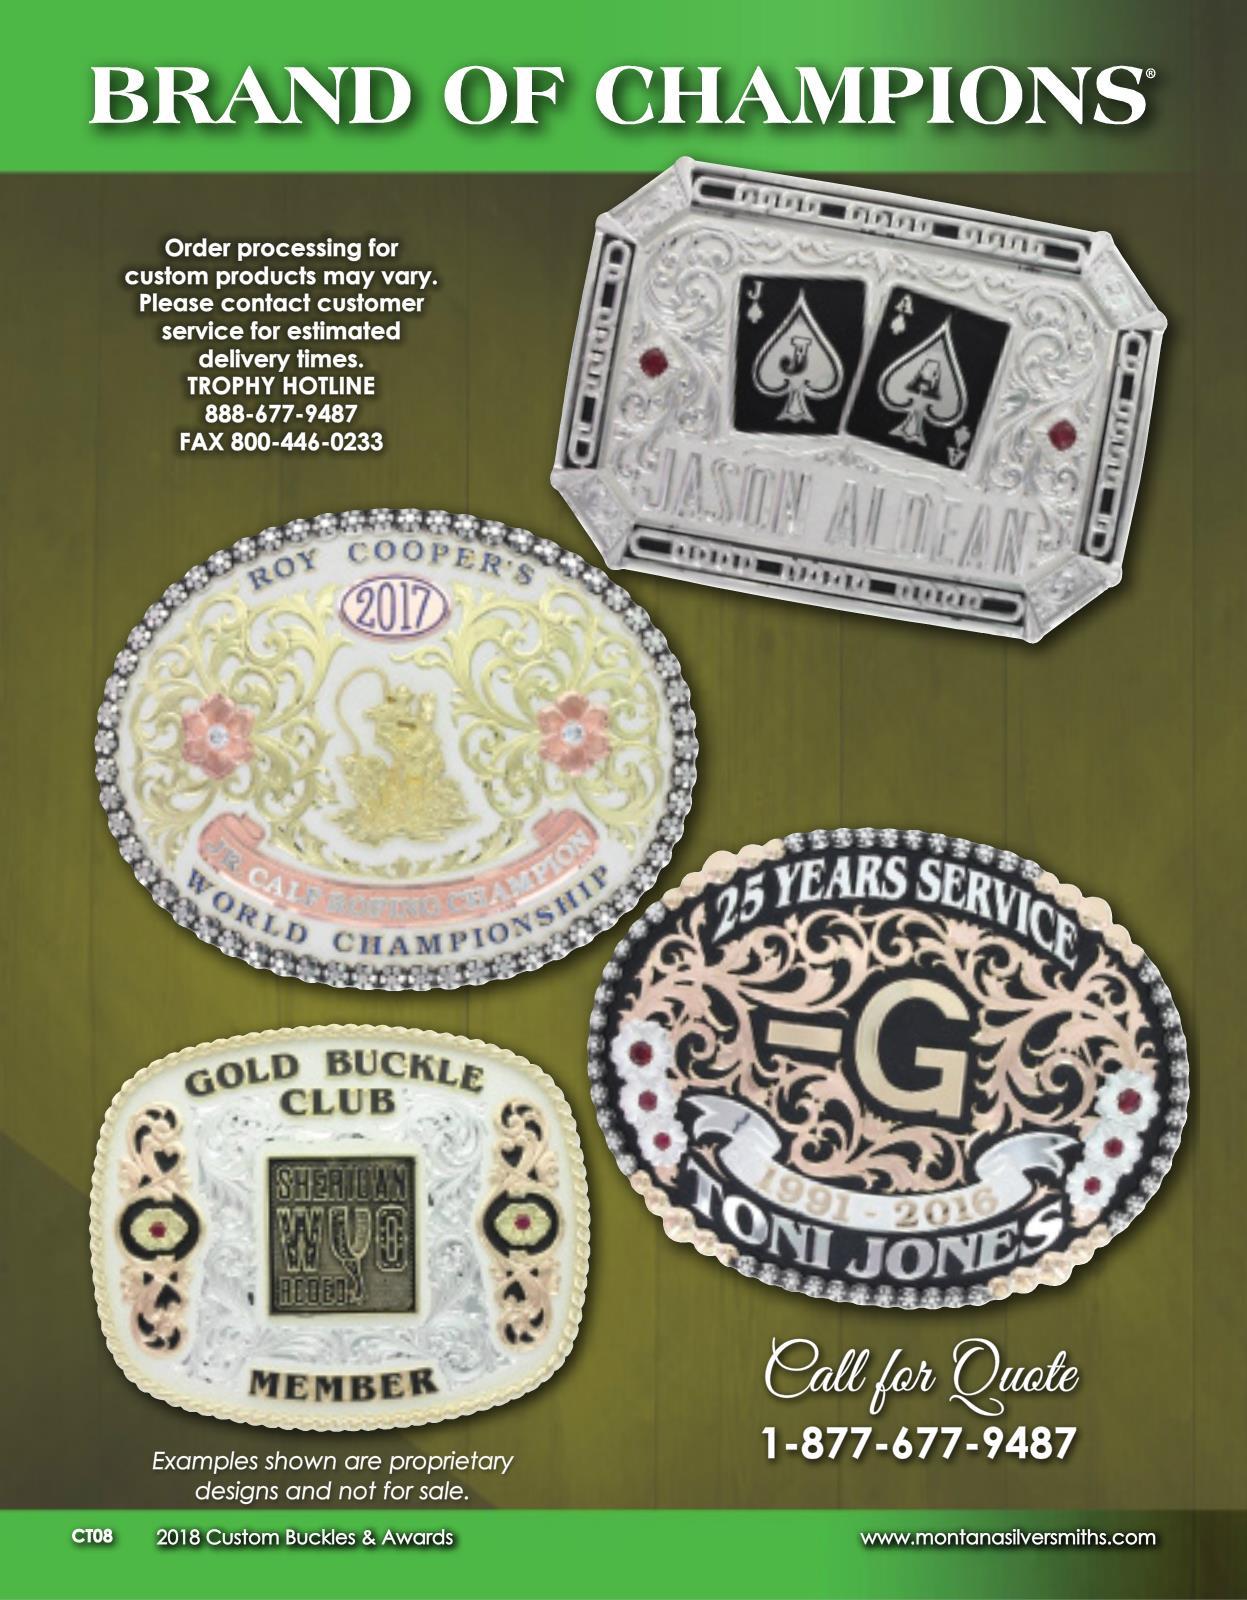 BRAND OF CHAMPIONS®
Order processing for
custom products may vary.
Please contact customer
service for estimated
delivery times.
TROPHY HOTLINE
888-677-9487
FAX 800-446-0233
J
J
A
A
A
JASON ALDEAN
ROY COOPER'S
2017
JR. CALF ROPING CHAMPION
WORLD CHAMPIONSHIP
25 YEARS SERVICE
-G
1991 - 2016
TONI JONES
GOLD BUCKLE
CLUB
SHERIDAN
WYO
RODEO
MEMBER
Call for Quote
1-877-677-9487
Examples shown are proprietary
designs and not for sale.
CT08 2018 Custom Buckles & Awards
www.montanasilversmiths.com